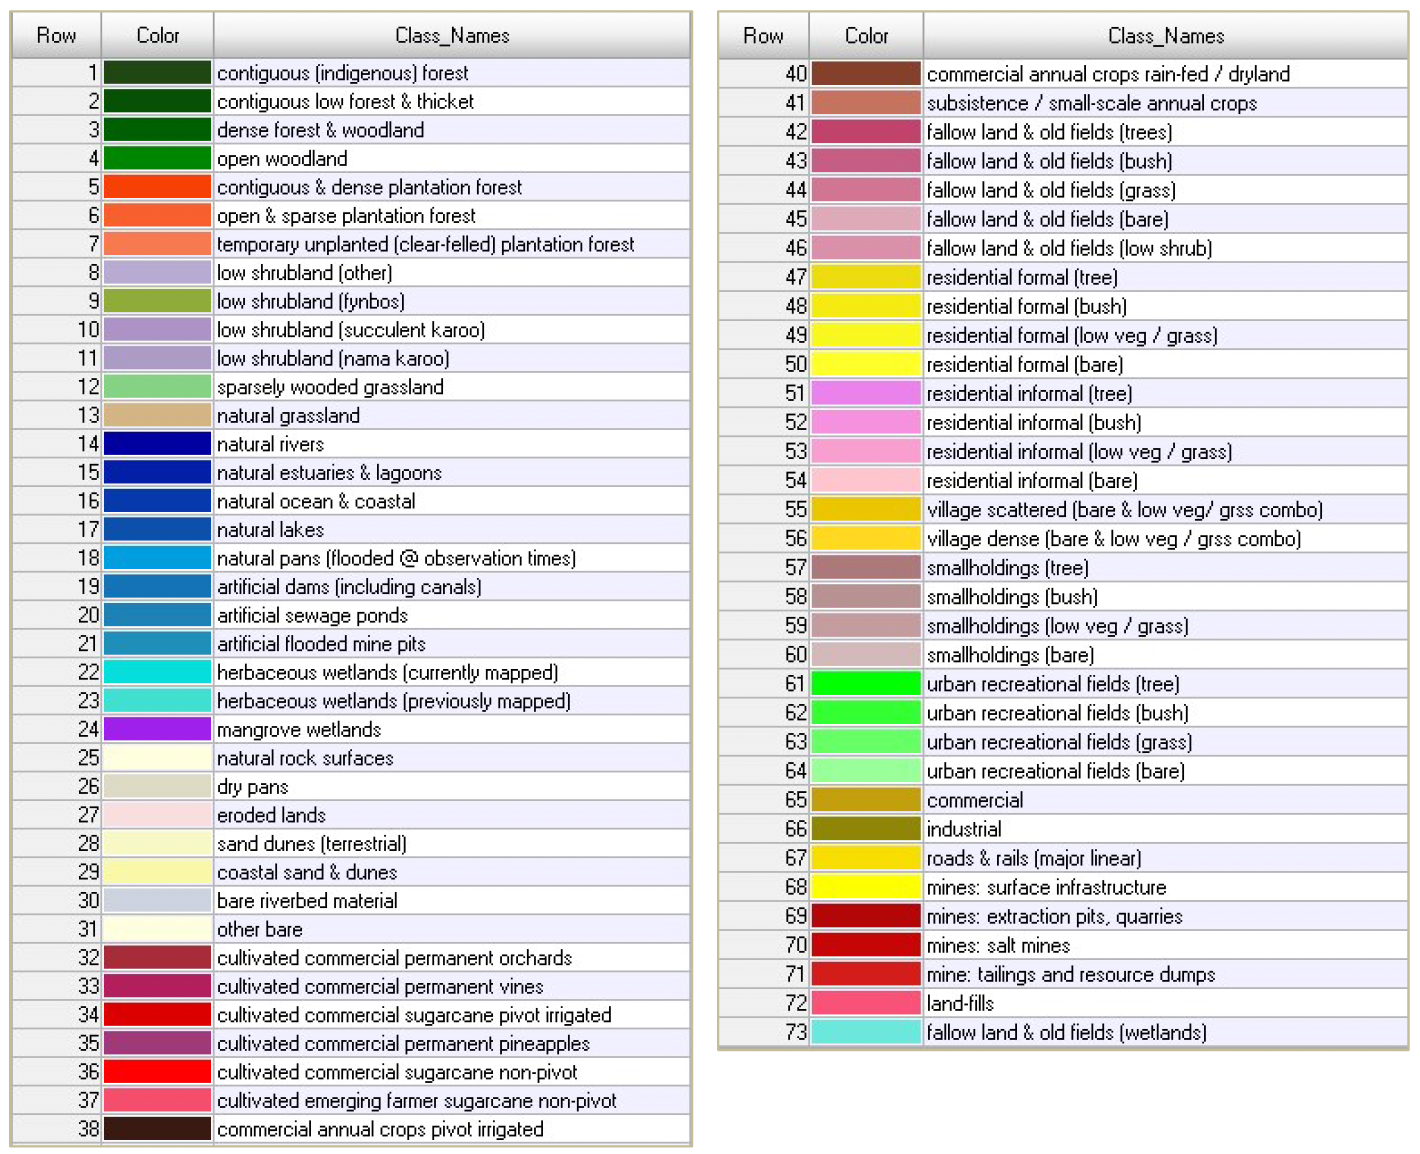 Row Color Class_Names
1 contiguous (indigenous) forest
2 contiguous low forest & thicket
3 dense forest & woodland
4 open woodland
5 contiguous & dense plantation forest
6 open & sparse plantation forest
7 temporary unplanted (clear-felled) plantation forest
8 low shrubland (other)
9 low shrubland (fynbos)
10 low shrubland (succulent karoo)
11 low shrubland (nama karoo)
12 sparsely wooded grassland
13 natural grassland
14 natural rivers
15 natural estuaries & lagoons
16 natural ocean & coastal
17 natural lakes
18 natural pans (flooded @ observation times)
19 artificial dams (including canals)
20 artificial sewage ponds
21 artificial flooded mine pits
22 herbaceous wetlands (currently mapped)
23 herbaceous wetlands (previously mapped)
24 mangrove wetlands
25 natural rock surfaces
26 dry pans
27 eroded lands
28 sand dunes (terrestrial)
29 coastal sand & dunes
30 bare riverbed material
31 other bare
32 cultivated commercial permanent orchards
33 cultivated commercial permanent vines
34 cultivated commercial sugarcane pivot irrigated
35 cultivated commercial permanent pineapples
36 cultivated commercial sugarcane non-pivot
37 cultivated emerging farmer sugarcane non-pivot
38 commercial annual crops pivot irrigated
Row Color Class_Names
40 commercial annual crops rain-fed / dryland
41 subsistence / small-scale annual crops
42 fallow land & old fields (trees)
43 fallow land & old fields (bush)
44 fallow land & old fields (grass)
45 fallow land & old fields (bare)
46 fallow land & old fields (low shrub)
47 residential formal (tree)
48 residential formal (bush)
49 residential formal (low veg / grass)
50 residential formal (bare)
51 residential informal (tree)
52 residential informal (bush)
53 residential informal (low veg / grass)
54 residential informal (bare)
55 village scattered (bare & low veg/ grss combo)
56 village dense (bare & low veg / grss combo)
57 smallholdings (tree)
58 smallholdings (bush)
59 smallholdings (low veg / grass)
60 smallholdings (bare)
61 urban recreational fields (tree)
62 urban recreational fields (bush)
63 urban recreational fields (grass)
64 urban recreational fields (bare)
65 commercial
66 industrial
67 roads & rails (major linear)
68 mines: surface infrastructure
69 mines: extraction pits, quarries
70 mines: salt mines
71 mine: tailings and resource dumps
72 land-fills
73 fallow land & old fields (wetlands)